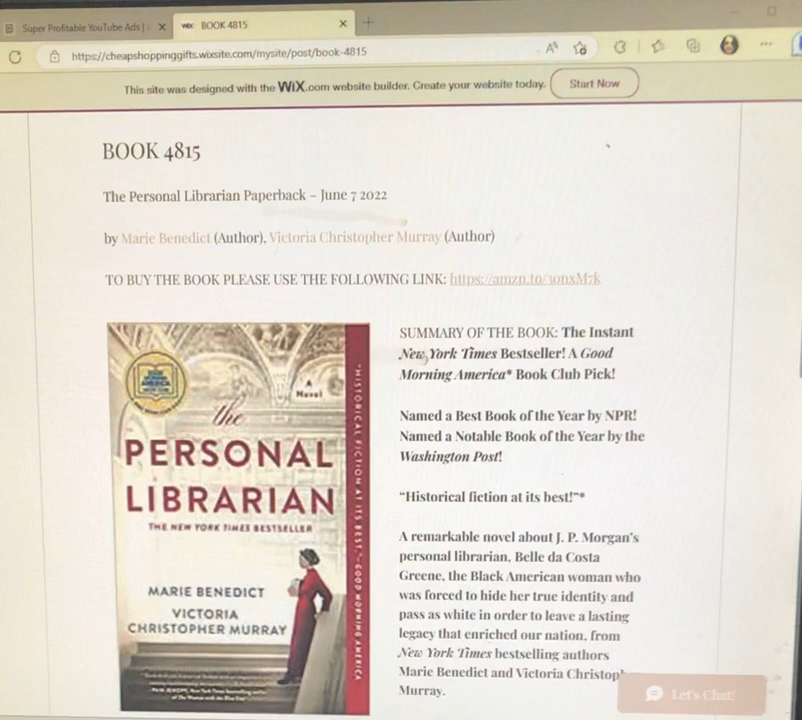 Super Profitable YouTube Ads |
BOOK 4815
https://cheapshoppinggifts.wixsite.com/mysite/post/book-4815
This site was designed with the WiX.com website builder. Create your website today.
Start Now
BOOK 4815
The Personal Librarian Paperback – June 7 2022
by Marie Benedict (Author), Victoria Christopher Murray (Author)
TO BUY THE BOOK PLEASE USE THE FOLLOWING LINK: https://amzn.to/3onxM7k
SUMMARY OF THE BOOK: The Instant
New York Times Bestseller! A Good
Morning America* Book Club Pick!
Named a Best Book of the Year by NPR!
Named a Notable Book of the Year by the
Washington Post!
“Historical fiction at its best!”*
A remarkable novel about J. P. Morgan's
personal librarian, Belle da Costa
Greene, the Black American woman who
was forced to hide her true identity and
pass as white in order to leave a lasting
legacy that enriched our nation, from
New York Times bestselling authors
Marie Benedict and Victoria Christop
Murray.
A
Novel
the
PERSONAL
LIBRARIAN
THE NEW YORK TIMES BESTSELLER
MARIE BENEDICT
VICTORIA
CHRISTOPHER MURRAY
"HISTORICAL FICTION AT ITS BEST."—GOOD MORNING AMERICA
Let's Chat!